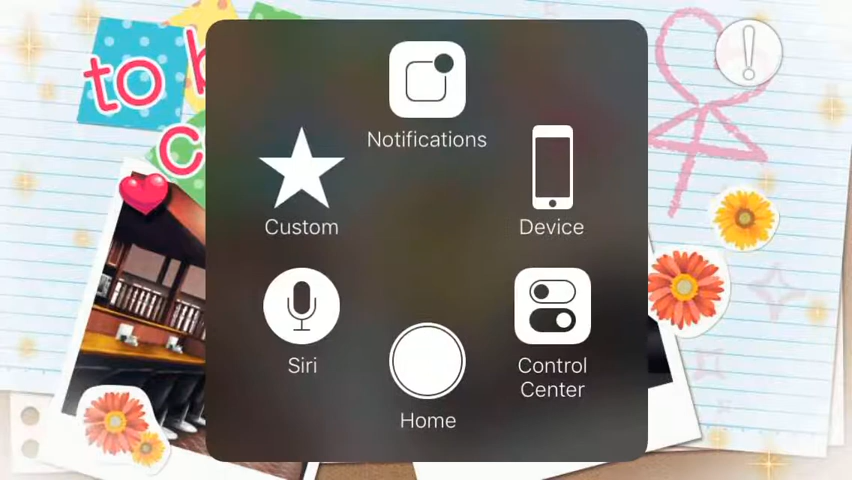 to b
c
Notifications
Custom
Device
Siri
Control
Center
Home